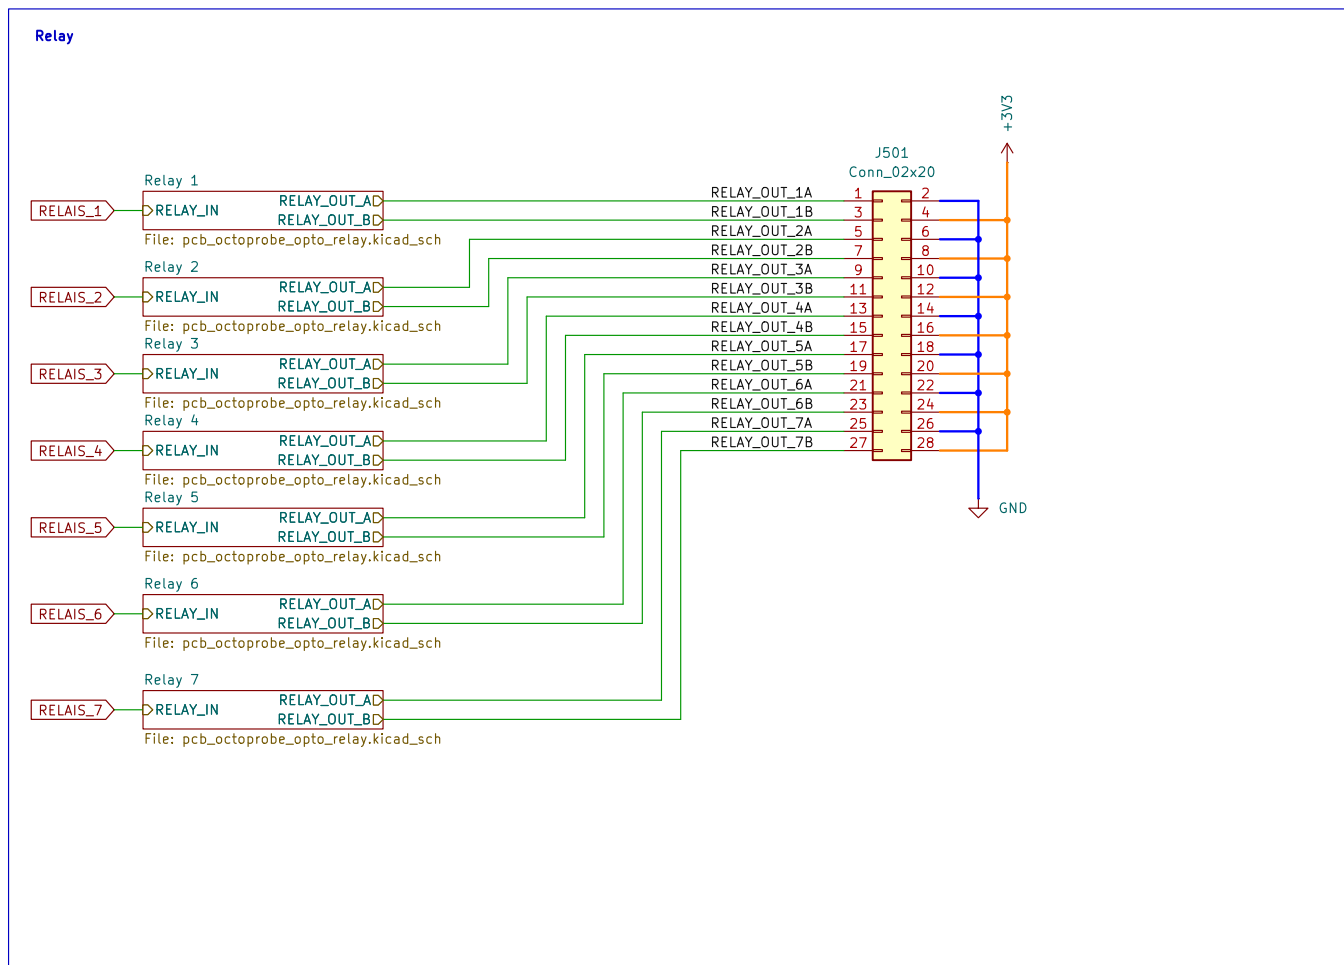 Relay
+3V3
J501
Conn_02x20
Relay 1
RELAIS_1
RELAY_IN
RELAY_OUT_A
RELAY_OUT_B
File: pcb_octoprobe_opto_relay.kicad_sch
Relay 2
RELAIS_2
RELAY_IN
RELAY_OUT_A
RELAY_OUT_B
File: pcb_octoprobe_opto_relay.kicad_sch
Relay 3
RELAIS_3
RELAY_IN
RELAY_OUT_A
RELAY_OUT_B
File: pcb_octoprobe_opto_relay.kicad_sch
Relay 4
RELAIS_4
RELAY_IN
RELAY_OUT_A
RELAY_OUT_B
File: pcb_octoprobe_opto_relay.kicad_sch
Relay 5
RELAIS_5
RELAY_IN
RELAY_OUT_A
RELAY_OUT_B
File: pcb_octoprobe_opto_relay.kicad_sch
Relay 6
RELAIS_6
RELAY_IN
RELAY_OUT_A
RELAY_OUT_B
File: pcb_octoprobe_opto_relay.kicad_sch
Relay 7
RELAIS_7
RELAY_IN
RELAY_OUT_A
RELAY_OUT_B
File: pcb_octoprobe_opto_relay.kicad_sch
RELAY_OUT_1A 1 2
RELAY_OUT_1B 3 4
RELAY_OUT_2A 5 6
RELAY_OUT_2B 7 8
RELAY_OUT_3A 9 10
RELAY_OUT_3B 11 12
RELAY_OUT_4A 13 14
RELAY_OUT_4B 15 16
RELAY_OUT_5A 17 18
RELAY_OUT_5B 19 20
RELAY_OUT_6A 21 22
RELAY_OUT_6B 23 24
RELAY_OUT_7A 25 26
RELAY_OUT_7B 27 28
GND